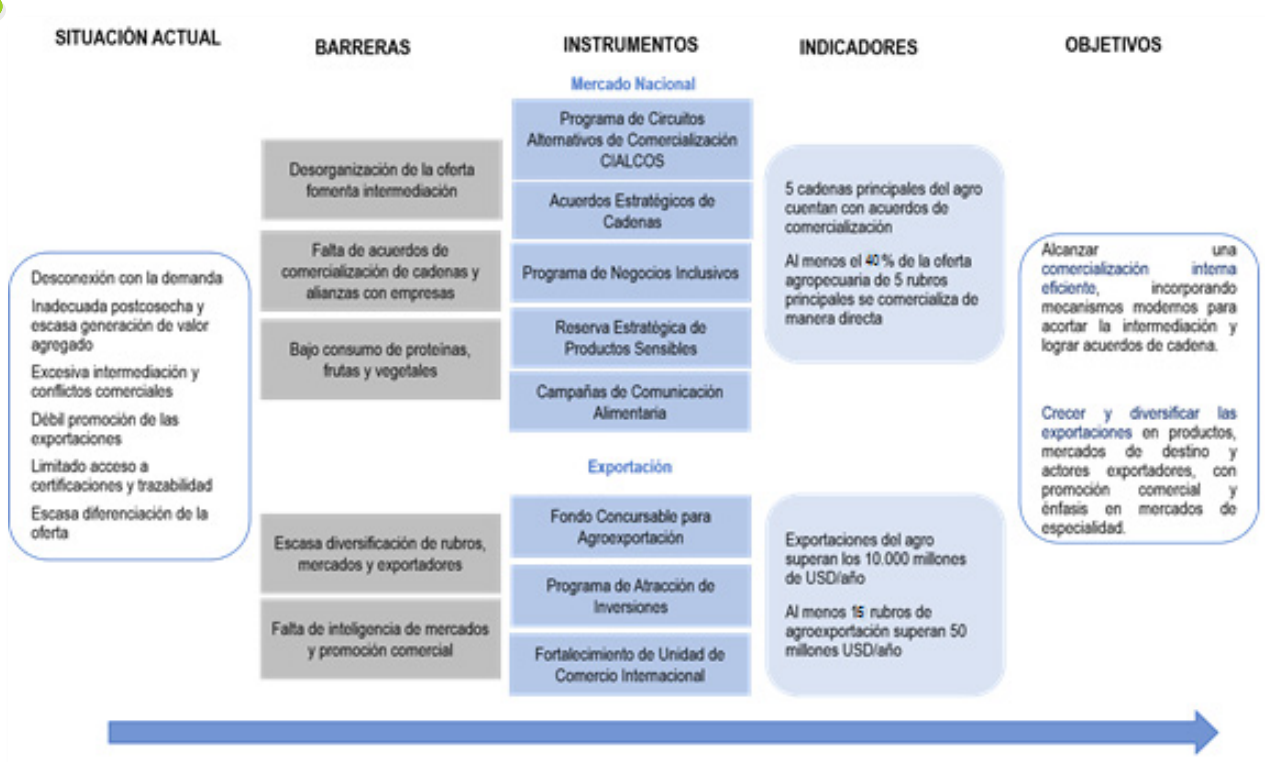 SITUACIÓN ACTUAL
BARRERAS
INSTRUMENTOS
INDICADORES
OBJETIVOS
Desconexión con la demanda
Inadecuada postcosecha y
escasa generación de valor
agregado
Excesiva intermediación y
conflictos comerciales
Débil promoción de las
exportaciones
Limitado acceso a
certificaciones y trazabilidad
Escasa diferenciación de la
oferta
Desorganización de la oferta
fomenta intermediación
Falta de acuerdos de
comercialización de cadenas y
alianzas con empresas
Bajo consumo de proteínas,
frutas y vegetales
Escasa diversificación de rubros,
mercados y exportadores
Falta de inteligencia de mercados
y promoción comercial
Mercado Nacional
Programa de Circuitos
Alternativos de Comercialización
CIALCOS
Acuerdos Estratégicos de
Cadenas
Programa de Negocios Inclusivos
Reserva Estratégica de
Productos Sensibles
Campañas de Comunicación
Alimentaria
Exportación
Fondo Concursable para
Agroexportación
Programa de Atracción de
Inversiones
Fortalecimiento de Unidad de
Comercio Internacional
5 cadenas principales del agro
cuentan con acuerdos de
comercialización
Al menos el 40 % de la oferta
agropecuaria de 5 rubros
principales se comercializa de
manera directa
Exportaciones del agro
superan los 10.000 millones
de USD/año
Al menos 15 rubros de
agroexportación superan 50
millones USD/año
Alcanzar una
comercialización interna
eficiente, incorporando
mecanismos modernos para
acortar la intermediación y
lograr acuerdos de cadena.
Crecer y diversificar las
exportaciones en productos,
mercados de destino y
actores exportadores, con
promoción comercial y
énfasis en mercados de
especialidad.